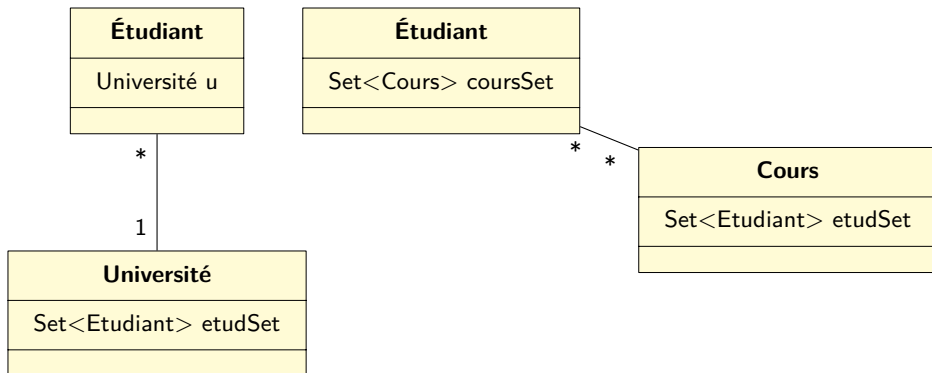 Étudiant
Université u
*
1
Université
Set<Etudiant> etudSet
Étudiant
Set<Cours> coursSet
*
*
Cours
Set<Etudiant> etudSet